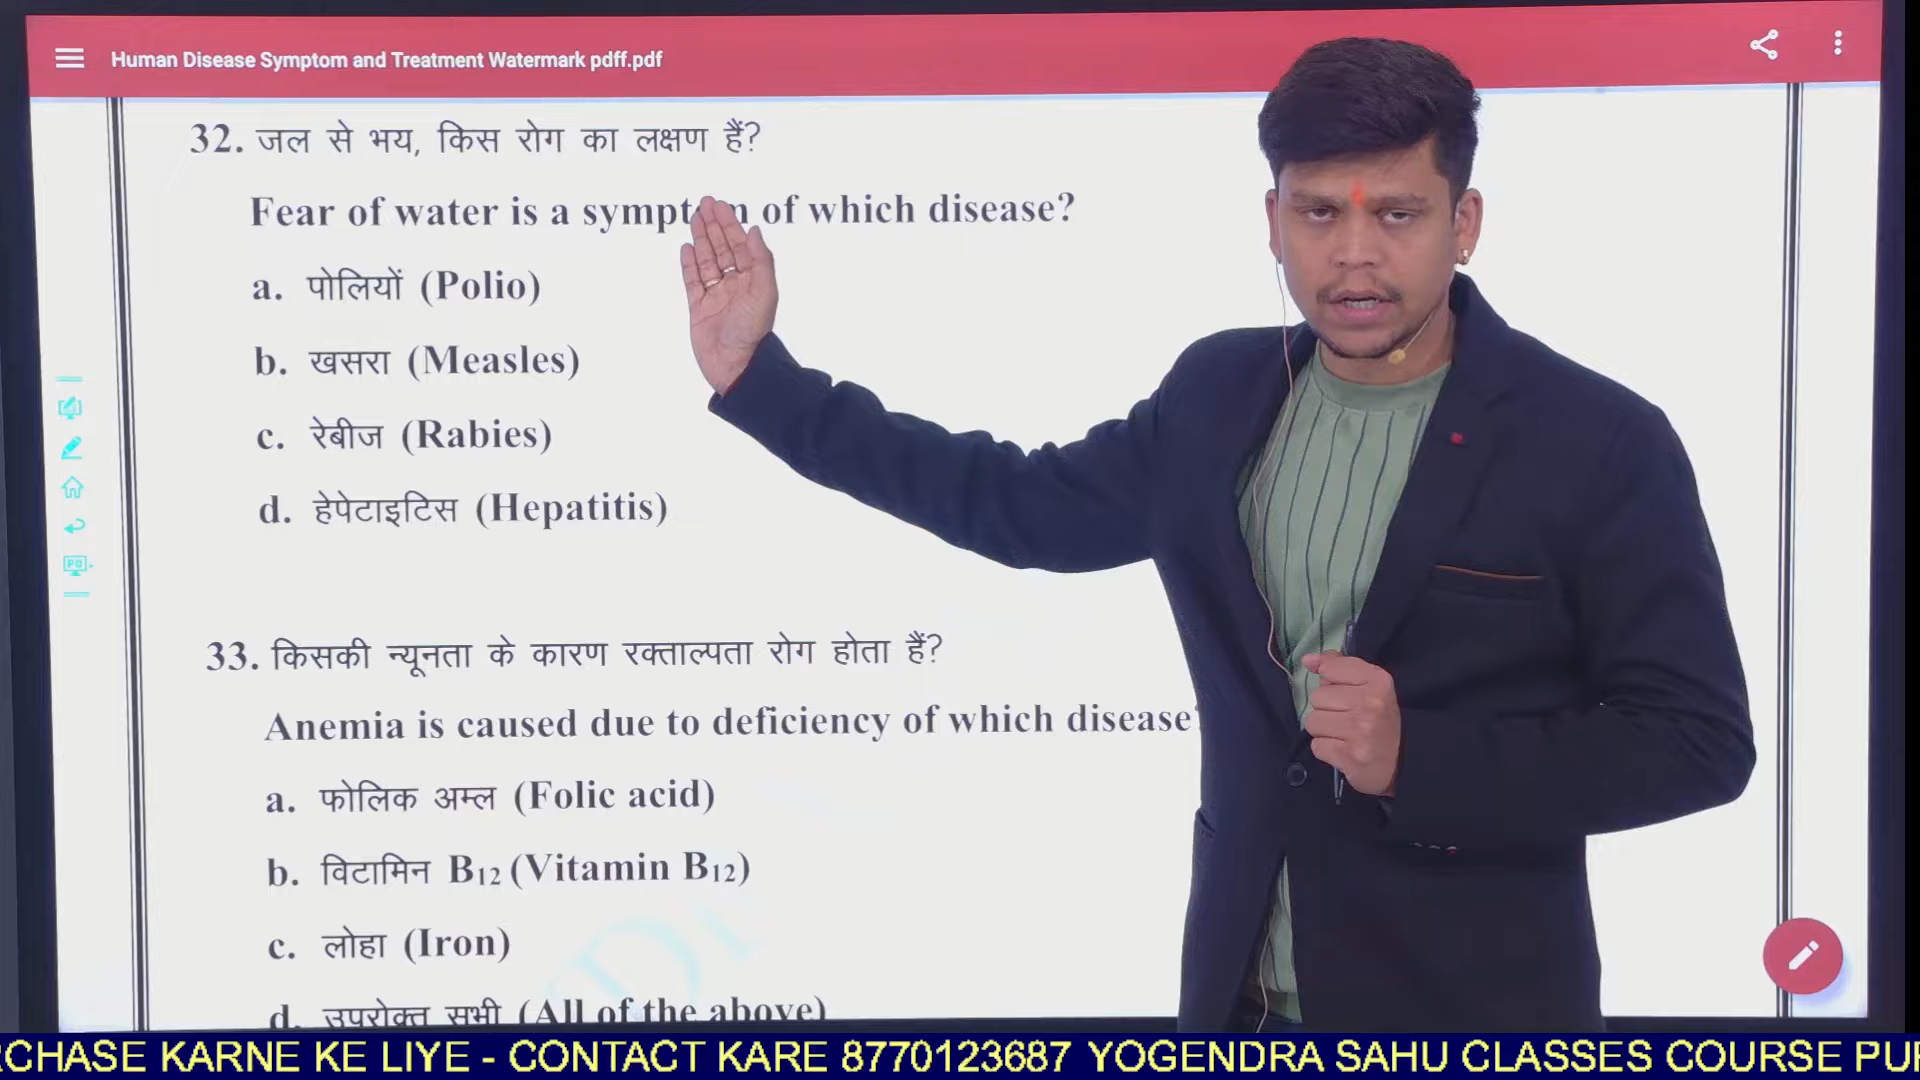 Human Disease Symptom and Treatment Watermark pdff.pdf
32. जल से भय, किस रोग का लक्षण हैं?
Fear of water is a symptom of which disease?
a. पोलियों (Polio)
b. खसरा (Measles)
c. रेबीज (Rabies)
d. हेपेटाइटिस (Hepatitis)
33. किसकी न्यूनता के कारण रक्ताल्पता रोग होता हैं?
Anemia is caused due to deficiency of which disease
a. फोलिक अम्ल (Folic acid)
b. विटामिन B12 (Vitamin B12)
c. लोहा (Iron)
d. उपरोक्त सभी (All of the above)
KARNE KE LIYE - CONTACT KARE 8770123687 YOGENDRA SAHU CLASSES COURSE